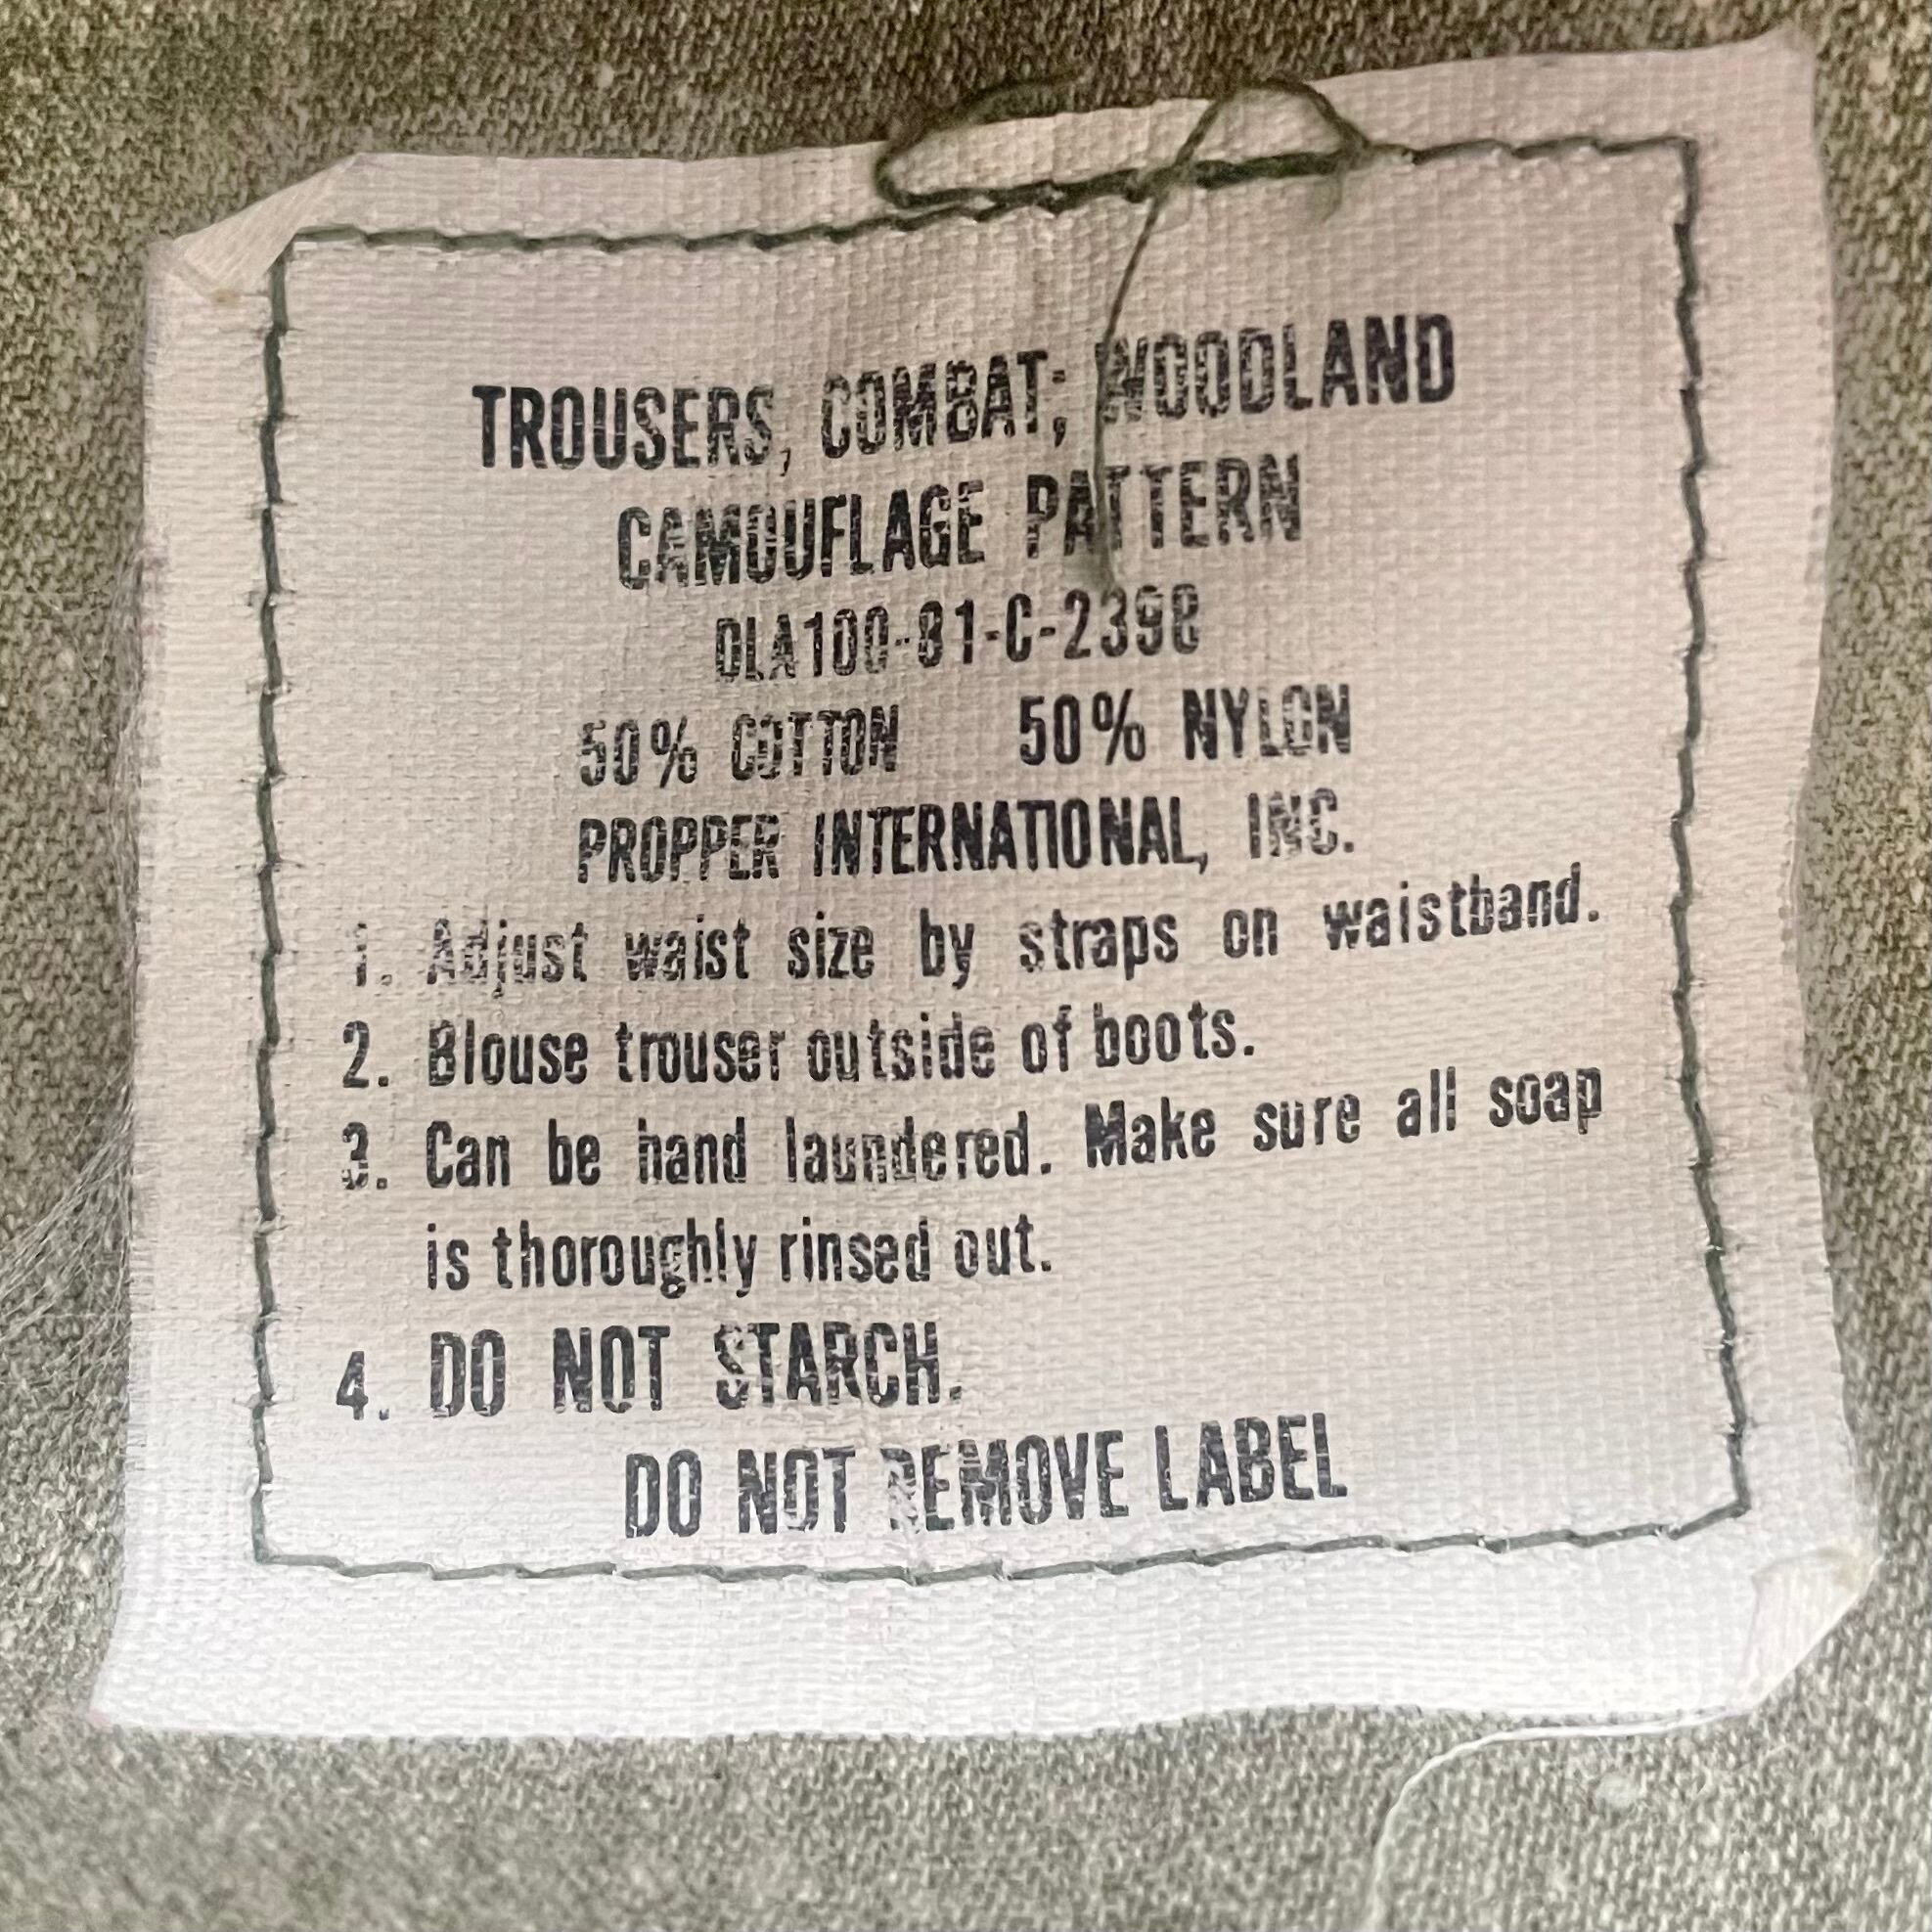 TROUSERS, COMBAT; WOODLAND
CAMOUFLAGE PATTERN
DLA100-81-C-2398
50% COTTON 50% NYLON
PROPPER INTERNATIONAL, INC.
1. Adjust waist size by straps on waistband.
2. Blouse trouser outside of boots.
3. Can be hand laundered. Make sure all soap
is thoroughly rinsed out.
4. DO NOT STARCH.
DO NOT REMOVE LABEL